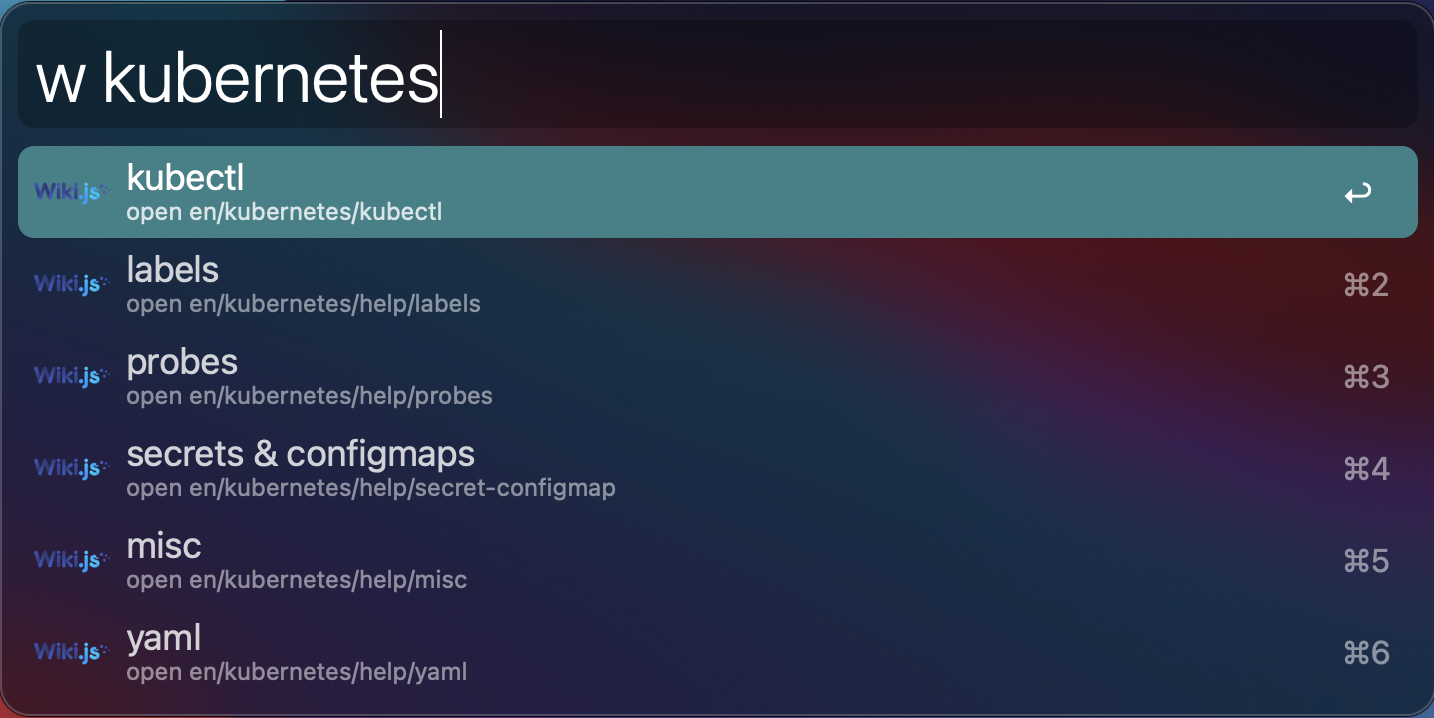 w kubernetes
Wiki.js
kubectl
open en/kubernetes/kubectl
↩
Wiki.js
labels
open en/kubernetes/help/labels
⌘2
Wiki.js
probes
open en/kubernetes/help/probes
⌘3
Wiki.js
secrets & configmaps
open en/kubernetes/help/secret-configmap
⌘4
Wiki.js
misc
open en/kubernetes/help/misc
⌘5
Wiki.js
yaml
open en/kubernetes/help/yaml
⌘6